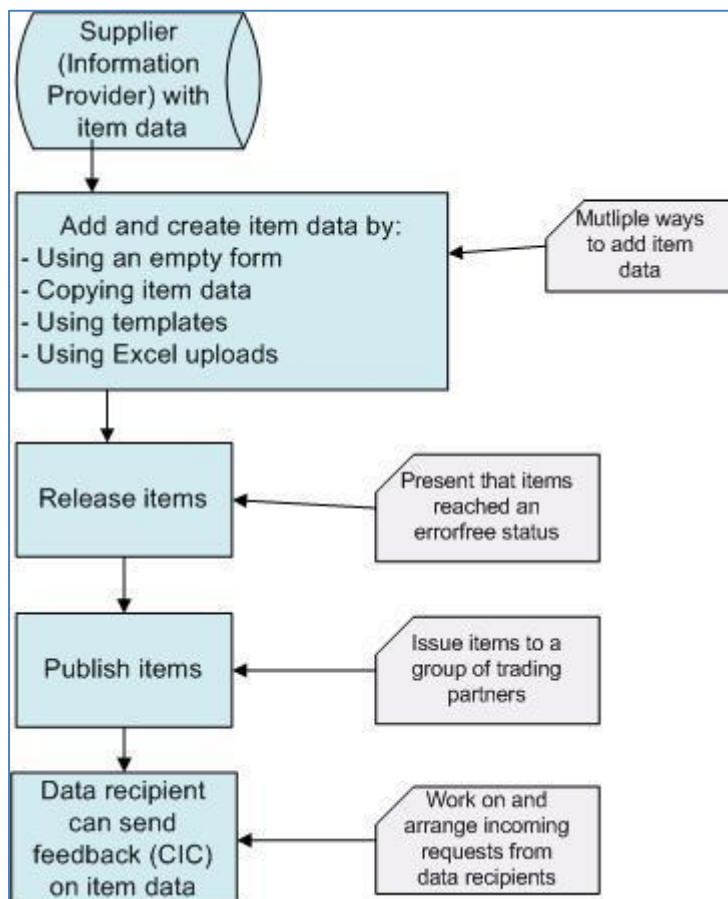 Supplier
(Information
Provider) with
item data
Add and create item data by:
- Using an empty form
- Copying item data
- Using templates
- Using Excel uploads
Mutliple ways
to add item
data
Release items
Present that items
reached an
errorfree status
Publish items
Issue items to a
group of trading
partners
Data recipient
can send
feedback (CIC)
on item data
Work on and
arrange incoming
requests from
data recipients